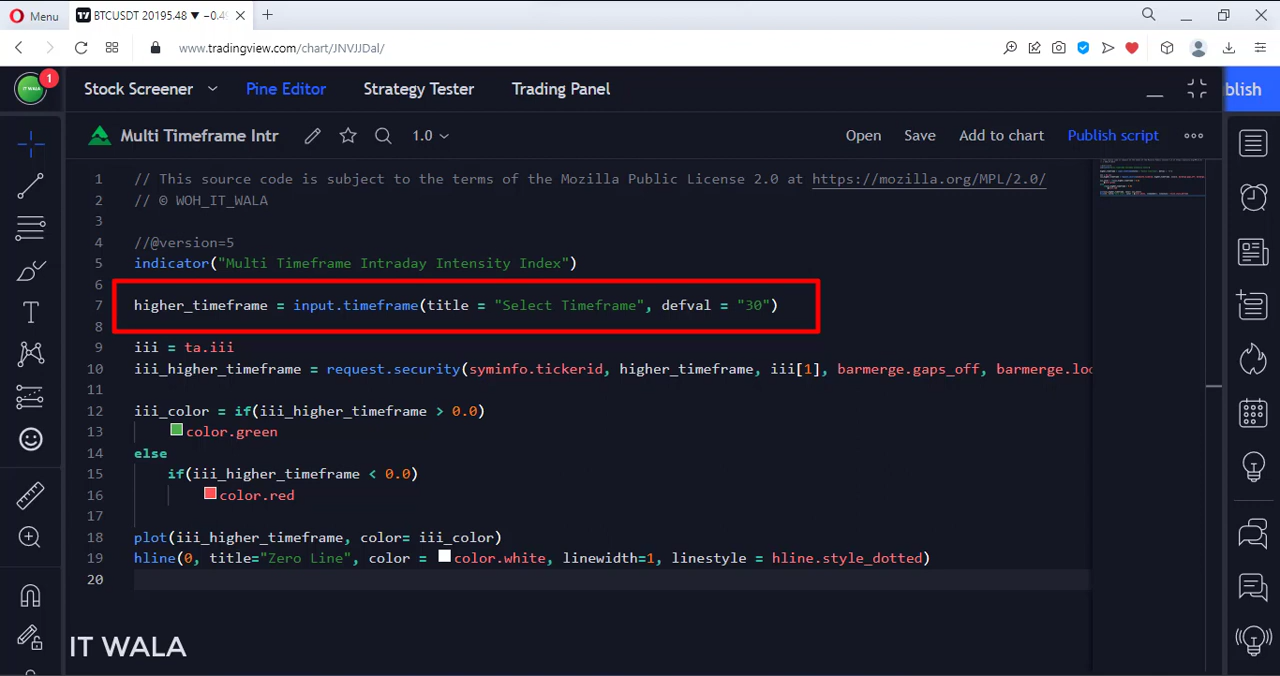 Menu
BTCUSDT 20195.48 ▼ −0.49
www.tradingview.com/chart/JNVJJDal/
IT WALA
1
Stock Screener
Pine Editor
Strategy Tester
Trading Panel
blish
Multi Timeframe Intr
1.0
Open
Save
Add to chart
Publish script
1 // This source code is subject to the terms of the Mozilla Public License 2.0 at https://mozilla.org/MPL/2.0/
2 // © WOH_IT_WALA
3
4 //@version=5
5 indicator("Multi Timeframe Intraday Intensity Index")
6
7 higher_timeframe = input.timeframe(title = "Select Timeframe", defval = "30")
8
9 iii = ta.iii
10 iii_higher_timeframe = request.security(syminfo.tickerid, higher_timeframe, iii[1], barmerge.gaps_off, barmerge.loo
11
12 iii_color = if(iii_higher_timeframe > 0.0)
13 color.green
14 else
15 if(iii_higher_timeframe < 0.0)
16 color.red
17
18 plot(iii_higher_timeframe, color= iii_color)
19 hline(0, title="Zero Line", color = color.white, linewidth=1, linestyle = hline.style_dotted)
20
IT WALA